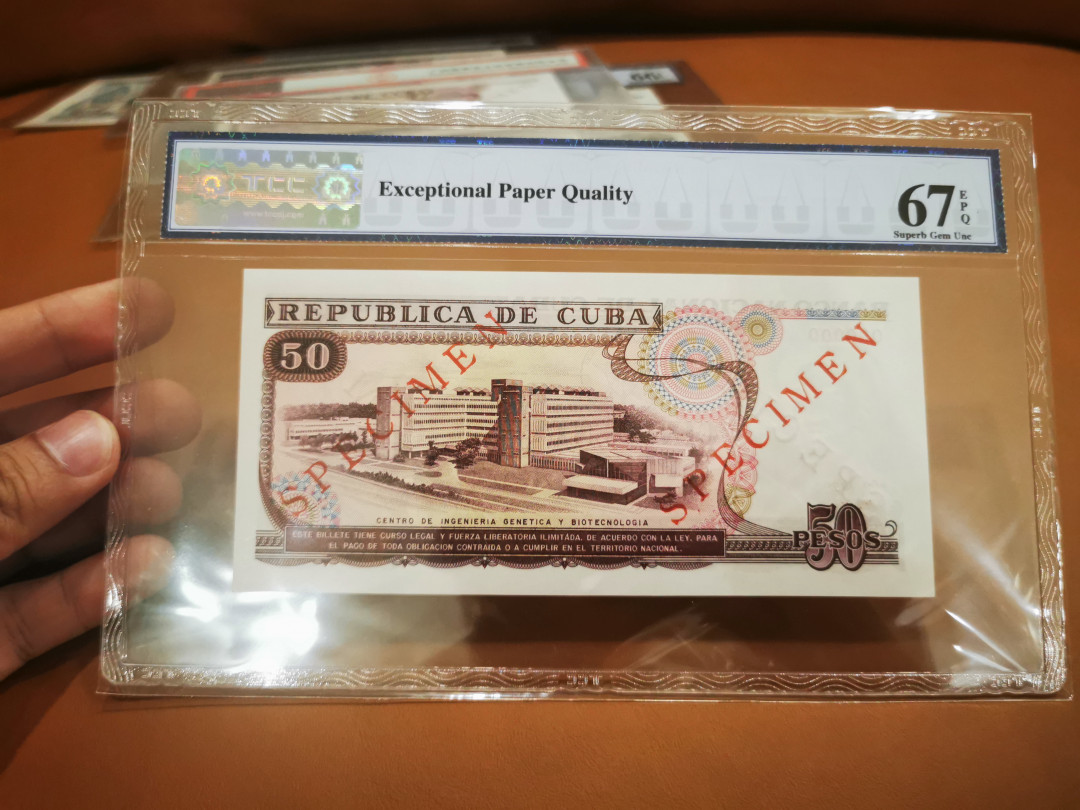 TCC
Exceptional Paper Quality
67 EPQ
Superb Gem Unc
REPUBLICA DE CUBA
50
SPECIMEN
SPECIMEN
CENTRO DE INGENIERIA GENETICA Y BIOTECNOLOGIA
ESTE BILLETE TIENE CURSO LEGAL Y FUERZA LIBERATORIA ILIMITADA, DE ACUERDO CON LA LEY, PARA
EL PAGO DE TODA OBLIGACION CONTRAIDA O A CUMPLIR EN EL TERRITORIO NACIONAL.
50
PESOS